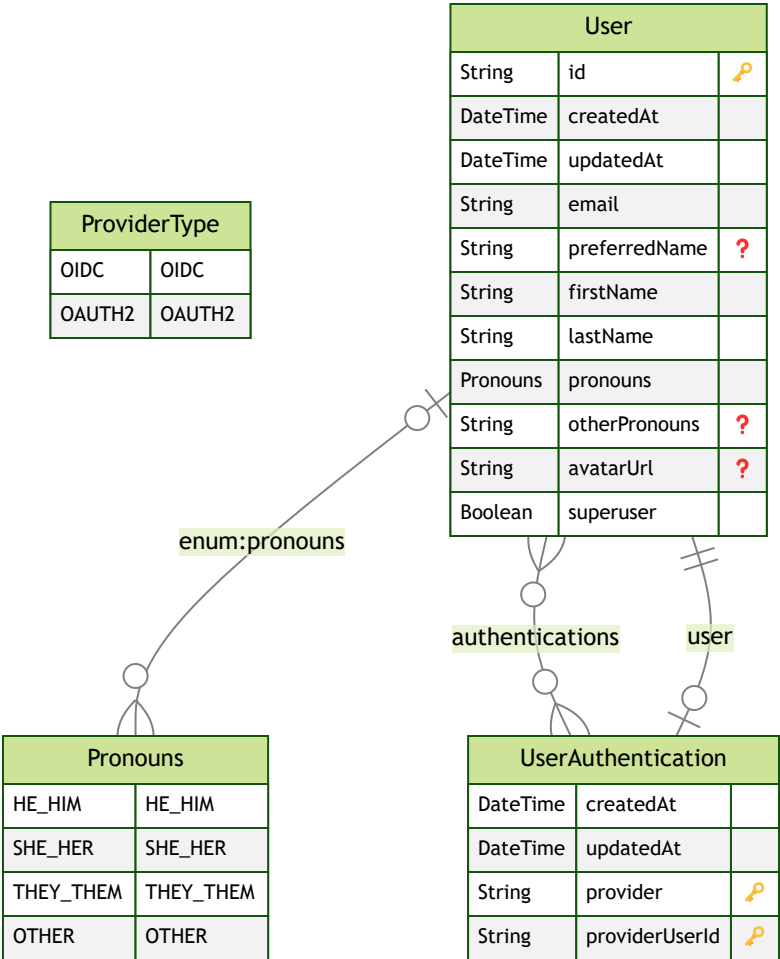 User
String id 🔑
DateTime createdAt
DateTime updatedAt
String email
String preferredName ❓
String firstName
String lastName
Pronouns pronouns
String otherPronouns ❓
String avatarUrl ❓
Boolean superuser
ProviderType
OIDC OIDC
OAUTH2 OAUTH2
enum:pronouns
authentications
user
Pronouns
HE_HIM HE_HIM
SHE_HER SHE_HER
THEY_THEM THEY_THEM
OTHER OTHER
UserAuthentication
DateTime createdAt
DateTime updatedAt
String provider 🔑
String providerUserId 🔑